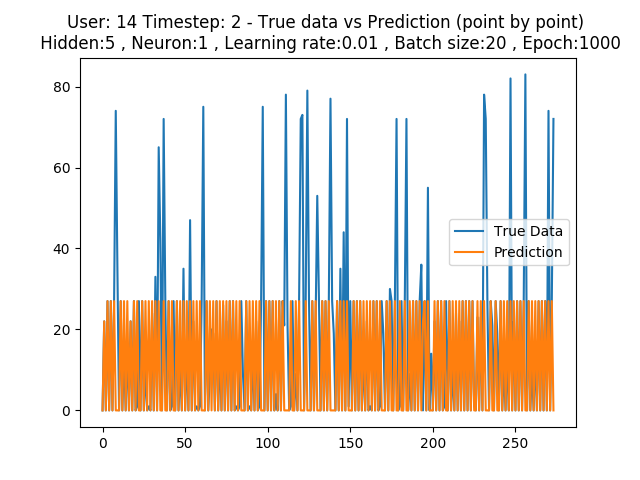 User: 14 Timestep: 2 - True data vs Prediction (point by point)
Hidden:5 , Neuron:1 , Learning rate:0.01 , Batch size:20 , Epoch:1000
80
60
40
20
0
True Data
Prediction
0 50 100 150 200 250